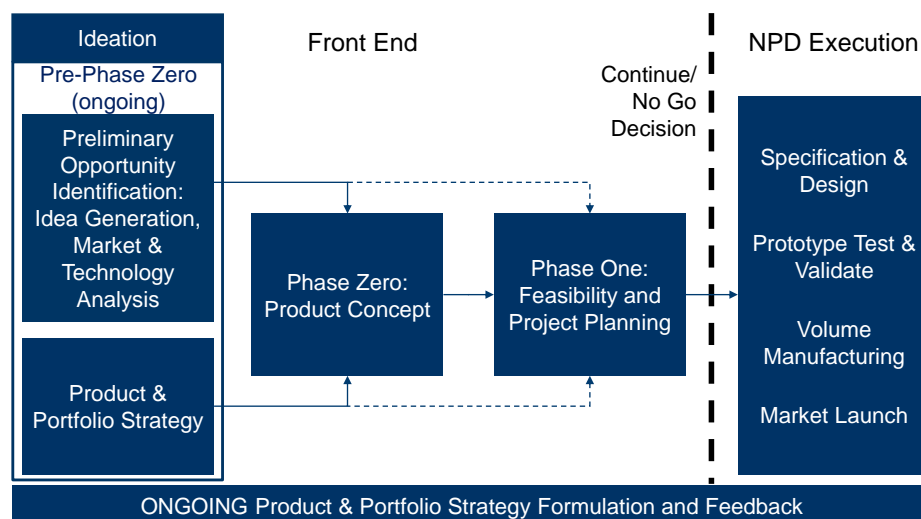 Ideation
Front End
NPD Execution
Pre-Phase Zero
(ongoing)
Continue/
No Go
Decision
Preliminary
Opportunity
Identification:
Idea Generation,
Market &
Technology
Analysis
Product &
Portfolio Strategy
Phase Zero:
Product Concept
Phase One:
Feasibility and
Project Planning
Specification &
Design
Prototype Test &
Validate
Volume
Manufacturing
Market Launch
ONGOING Product & Portfolio Strategy Formulation and Feedback